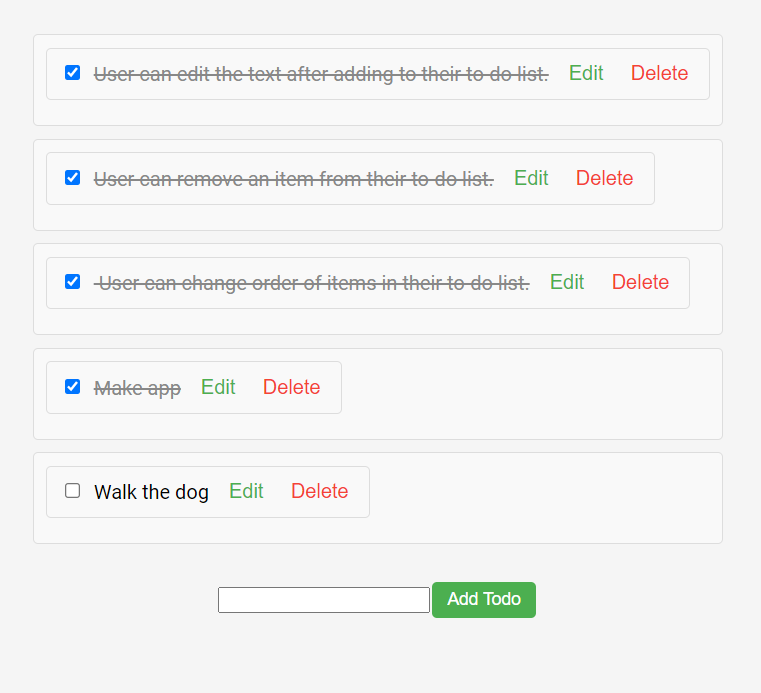 User can edit the text after adding to their to do list. Edit Delete
User can remove an item from their to do list. Edit Delete
User can change order of items in their to do list. Edit Delete
Make app Edit Delete
Walk the dog Edit Delete
Add Todo